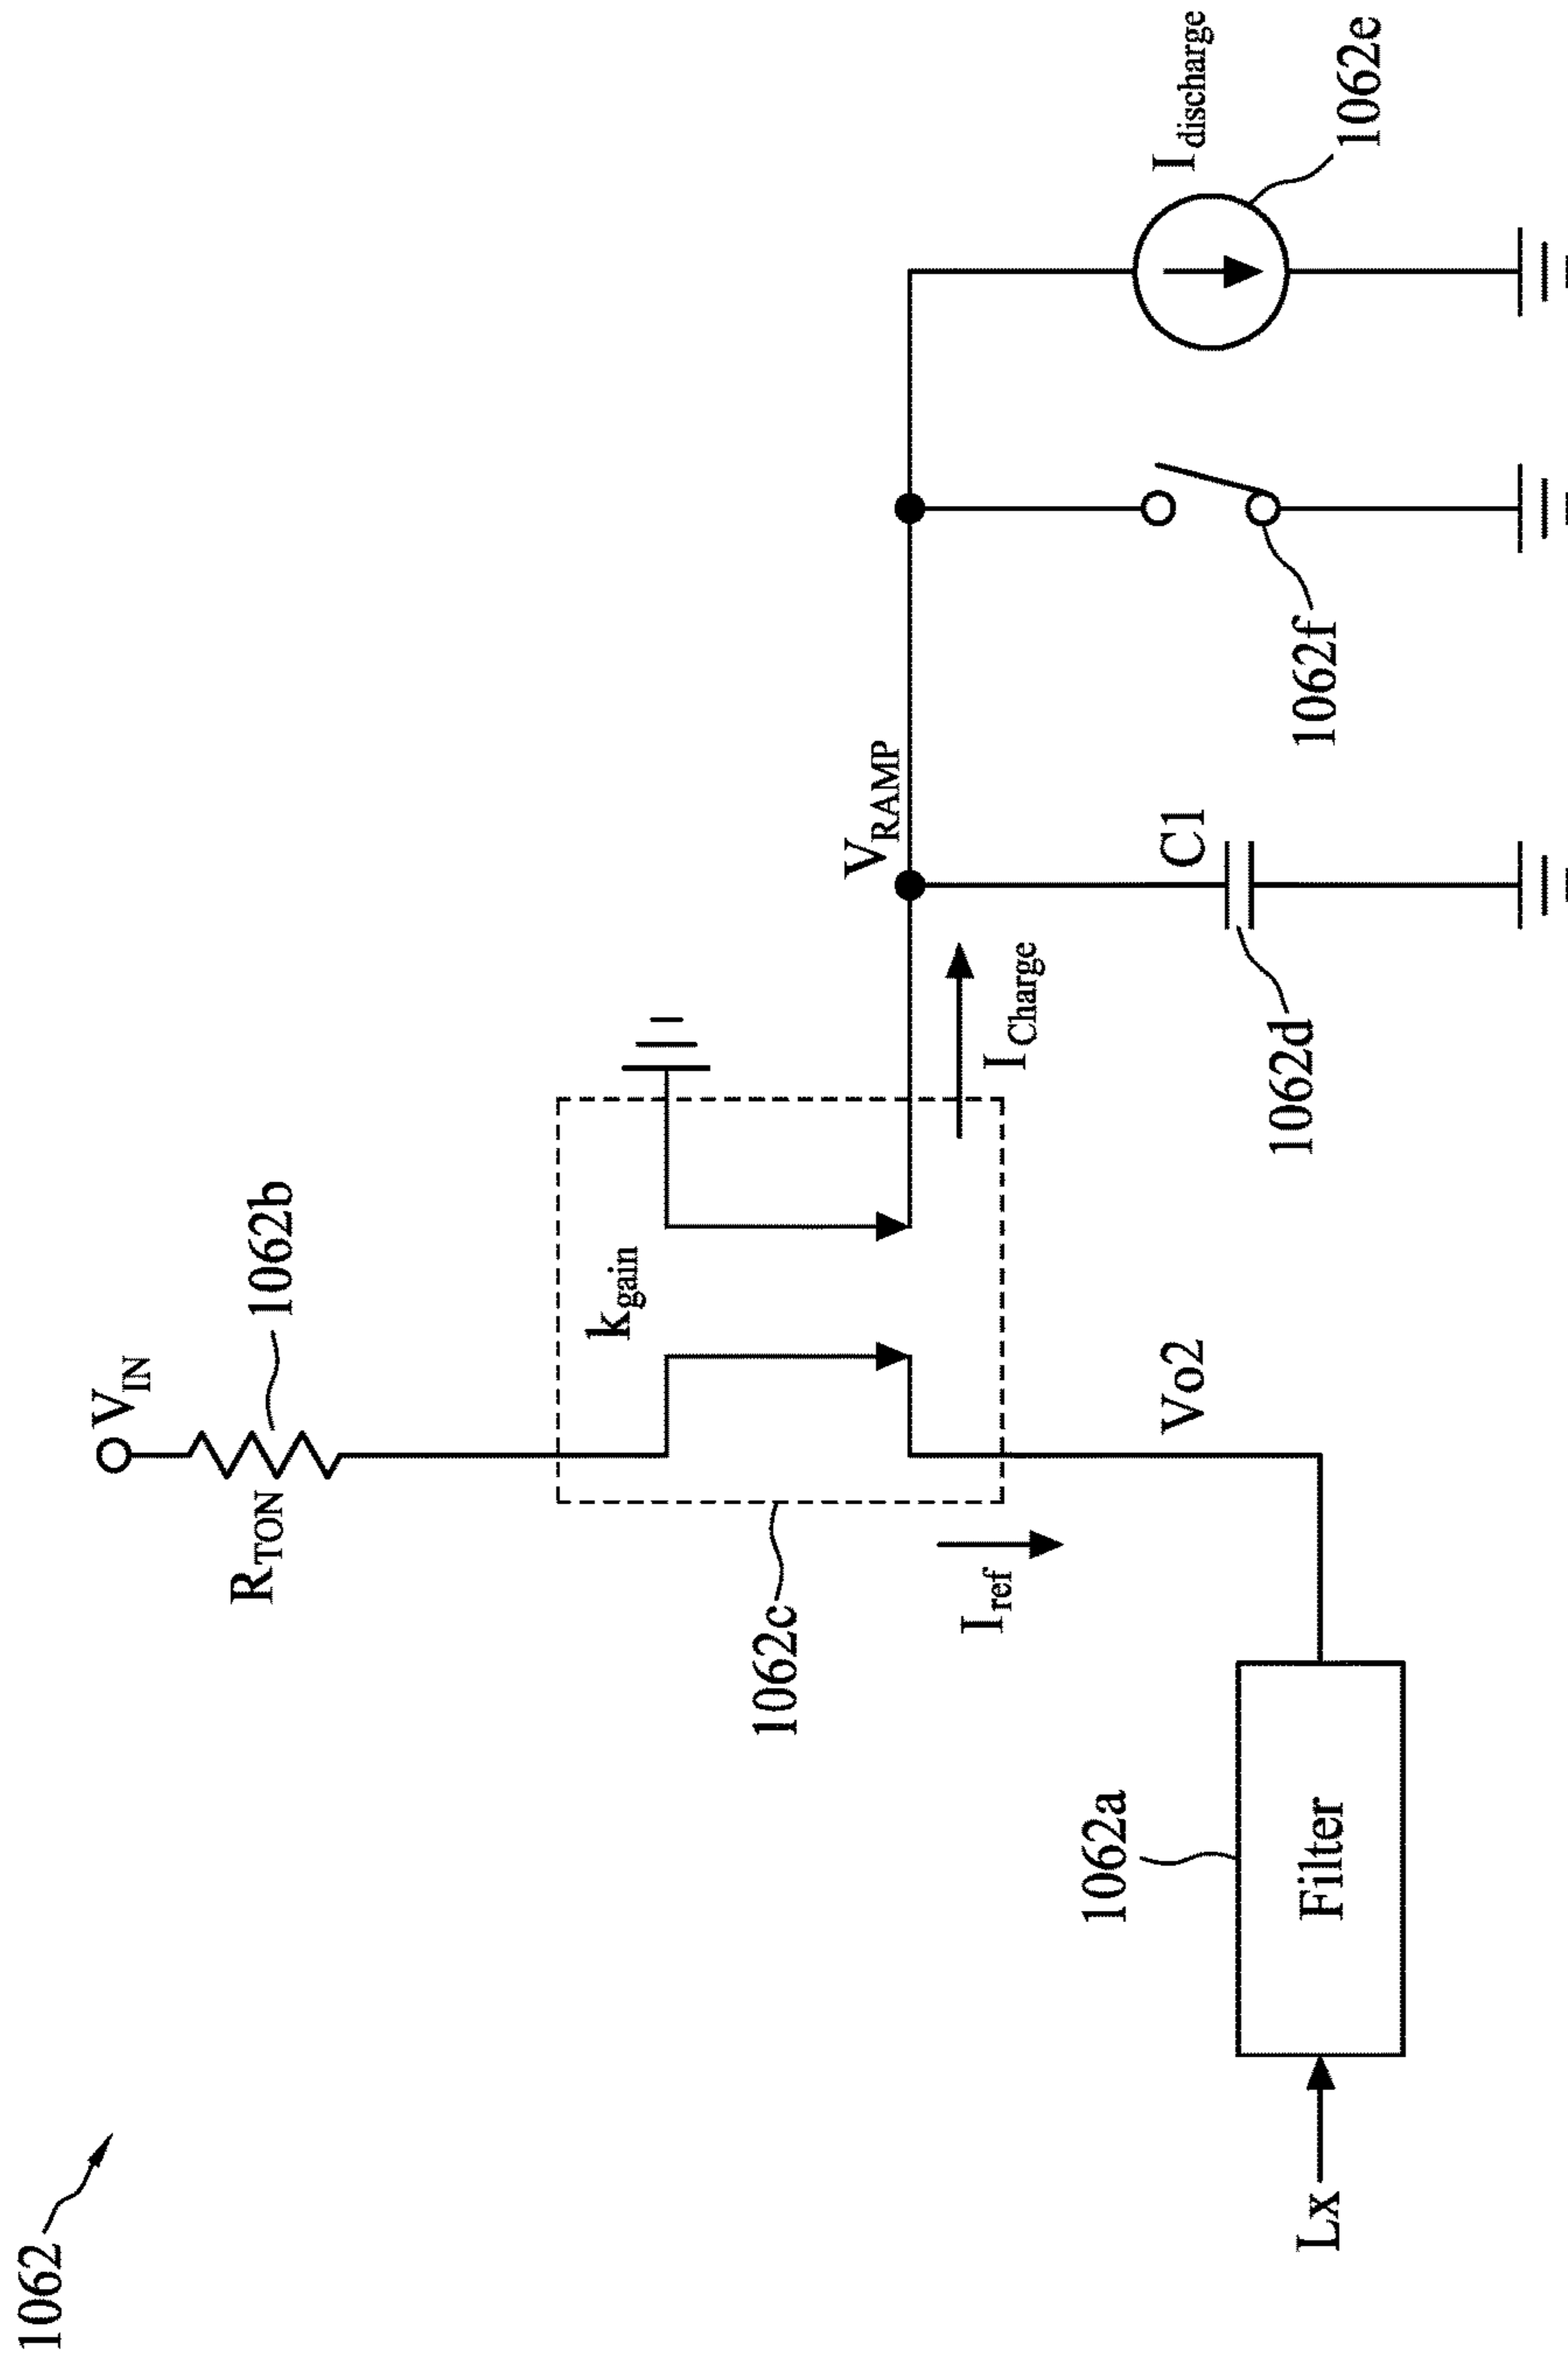 1062
V_IN
R_TON
1062b
k_gain
1062c
I_ref
I_Charge
V_RAMP
Vo2
C1
I_discharge
1062a
Filter
Lx
1062d
1062f
1062e